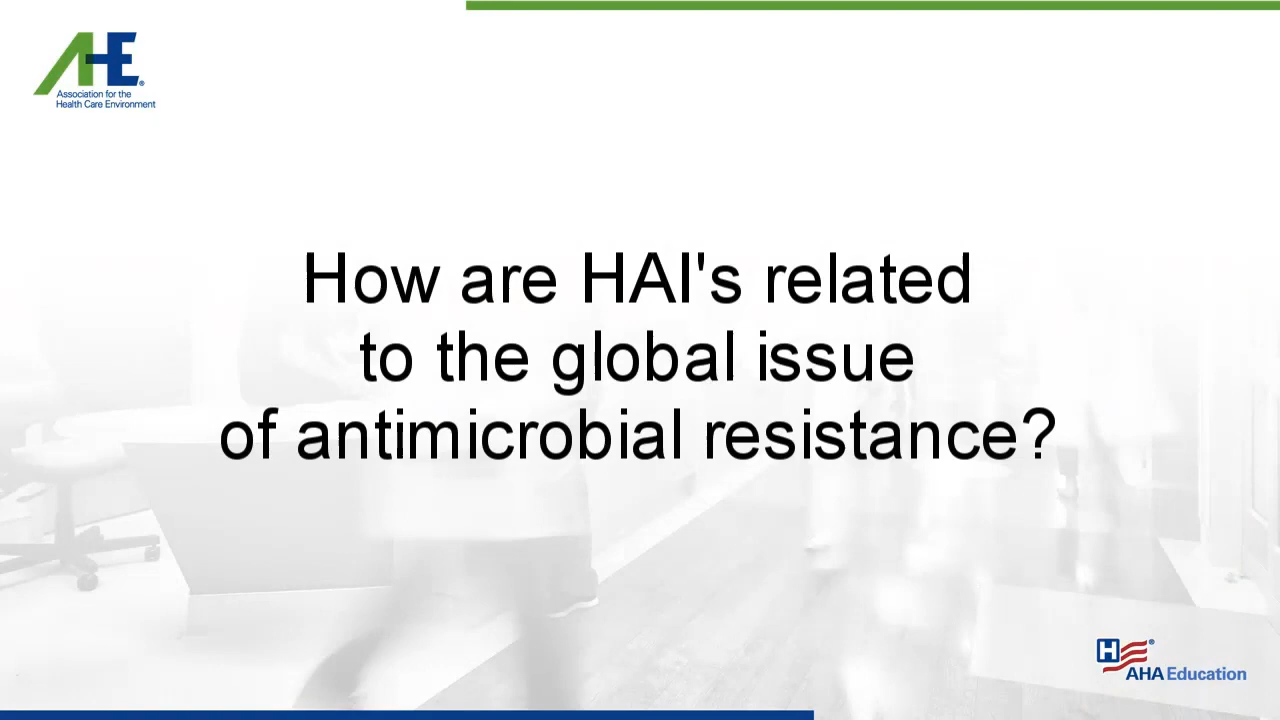 AHE®
Association for the
Health Care Environment
How are HAI's related
to the global issue
of antimicrobial resistance?
H®
AHA Education